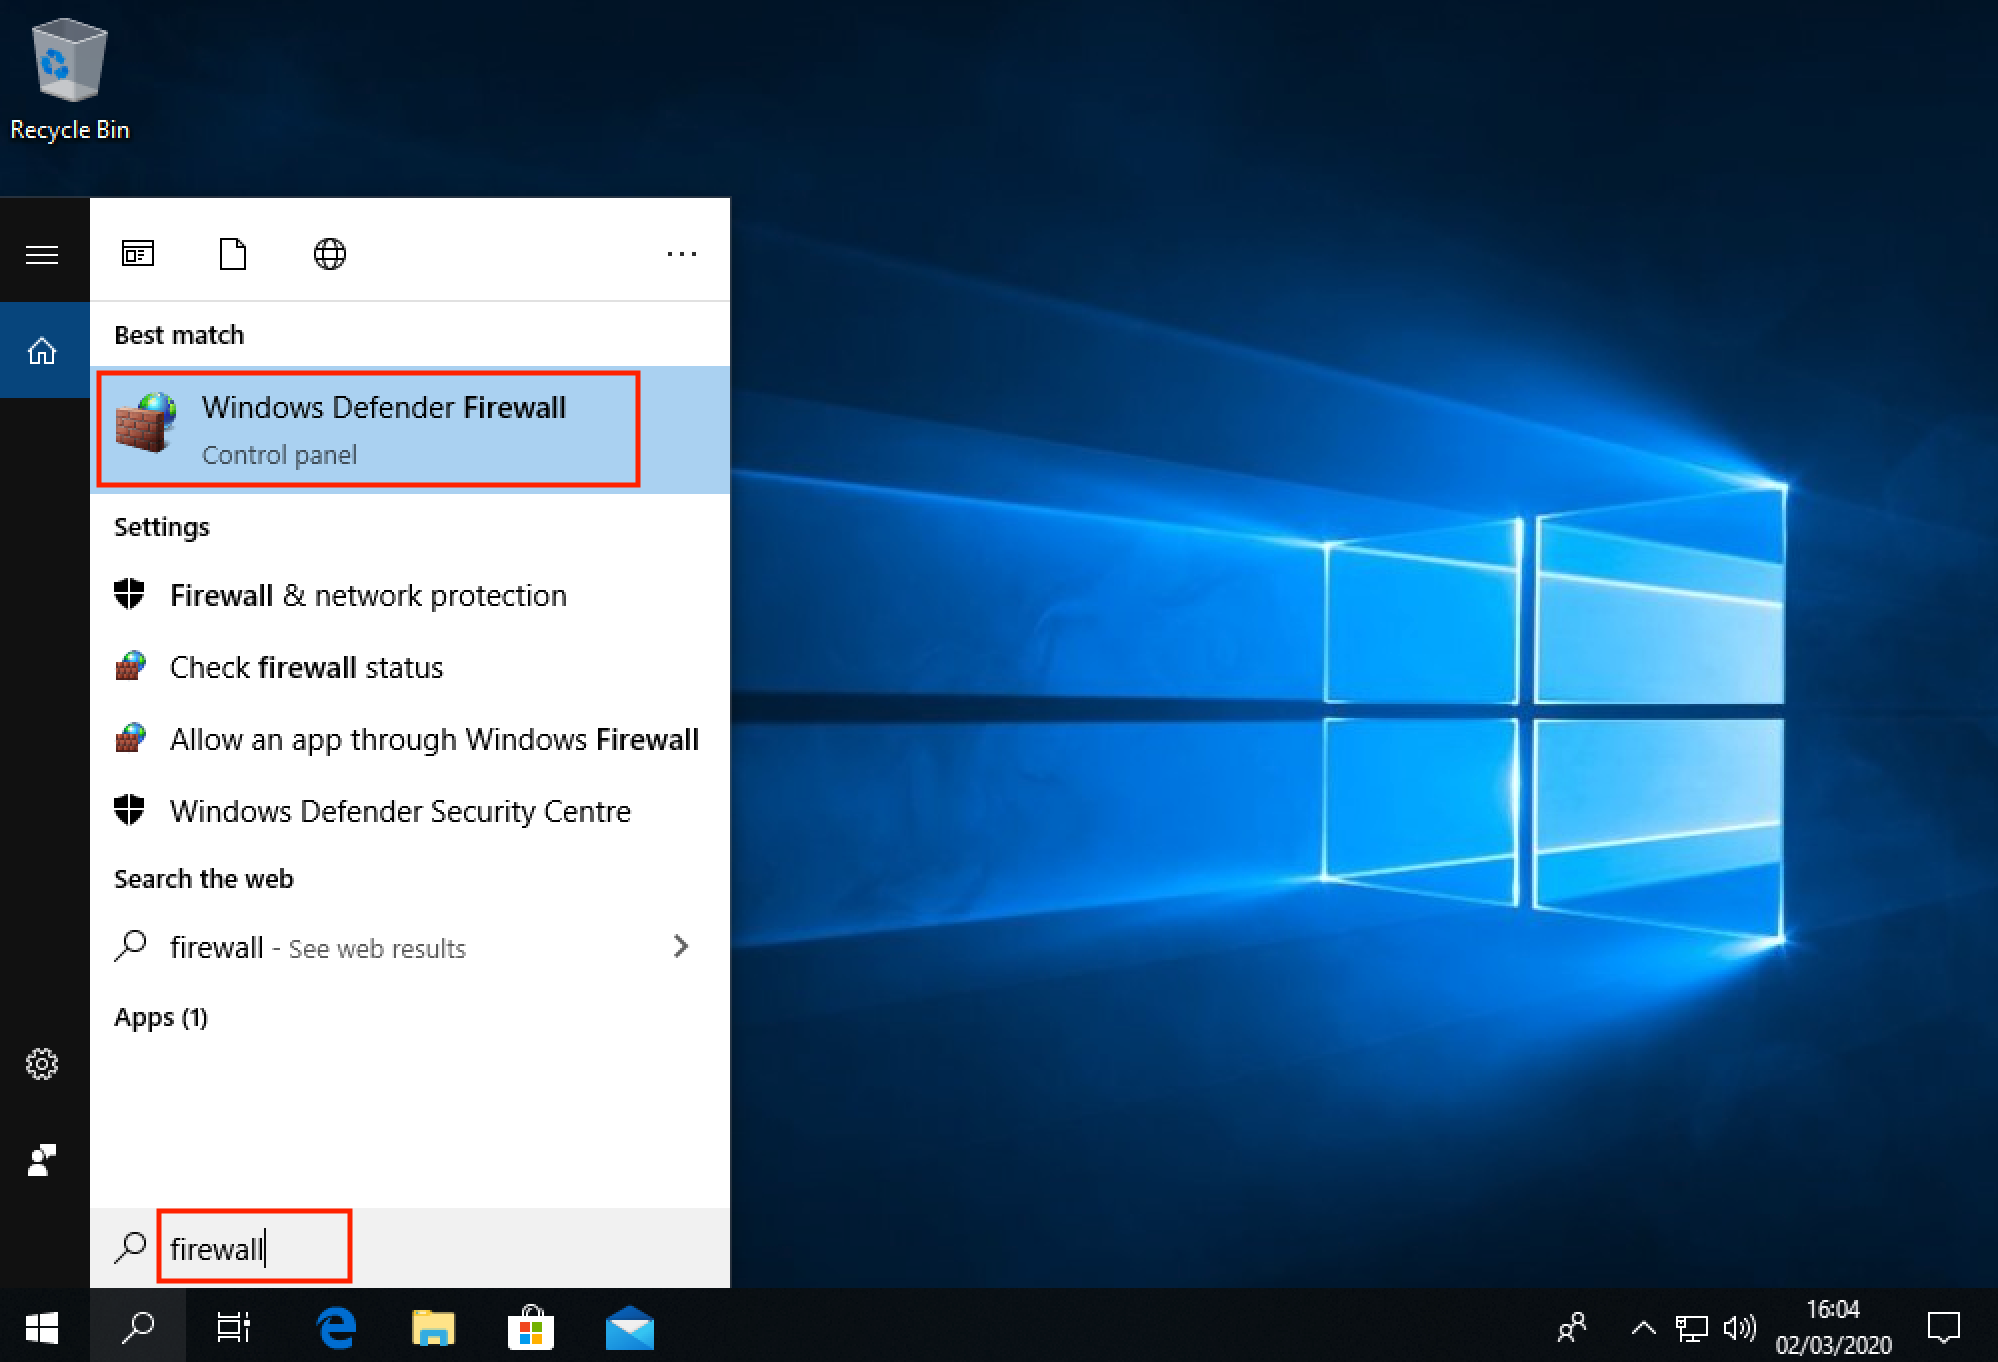 Recycle Bin
Best match
Windows Defender Firewall
Control panel
Settings
Firewall & network protection
Check firewall status
Allow an app through Windows Firewall
Windows Defender Security Centre
Search the web
firewall - See web results
Apps (1)
firewall
16:04
02/03/2020